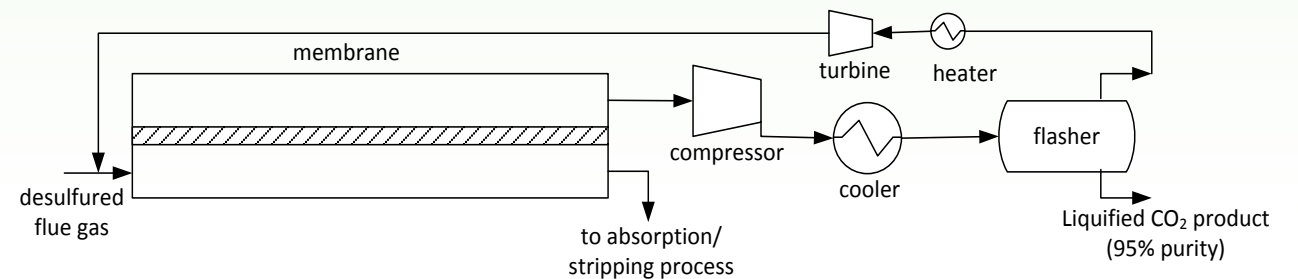 membrane
turbine
heater
compressor
cooler
flasher
desulfured
flue gas
to absorption/
stripping process
Liquified CO₂ product
(95% purity)